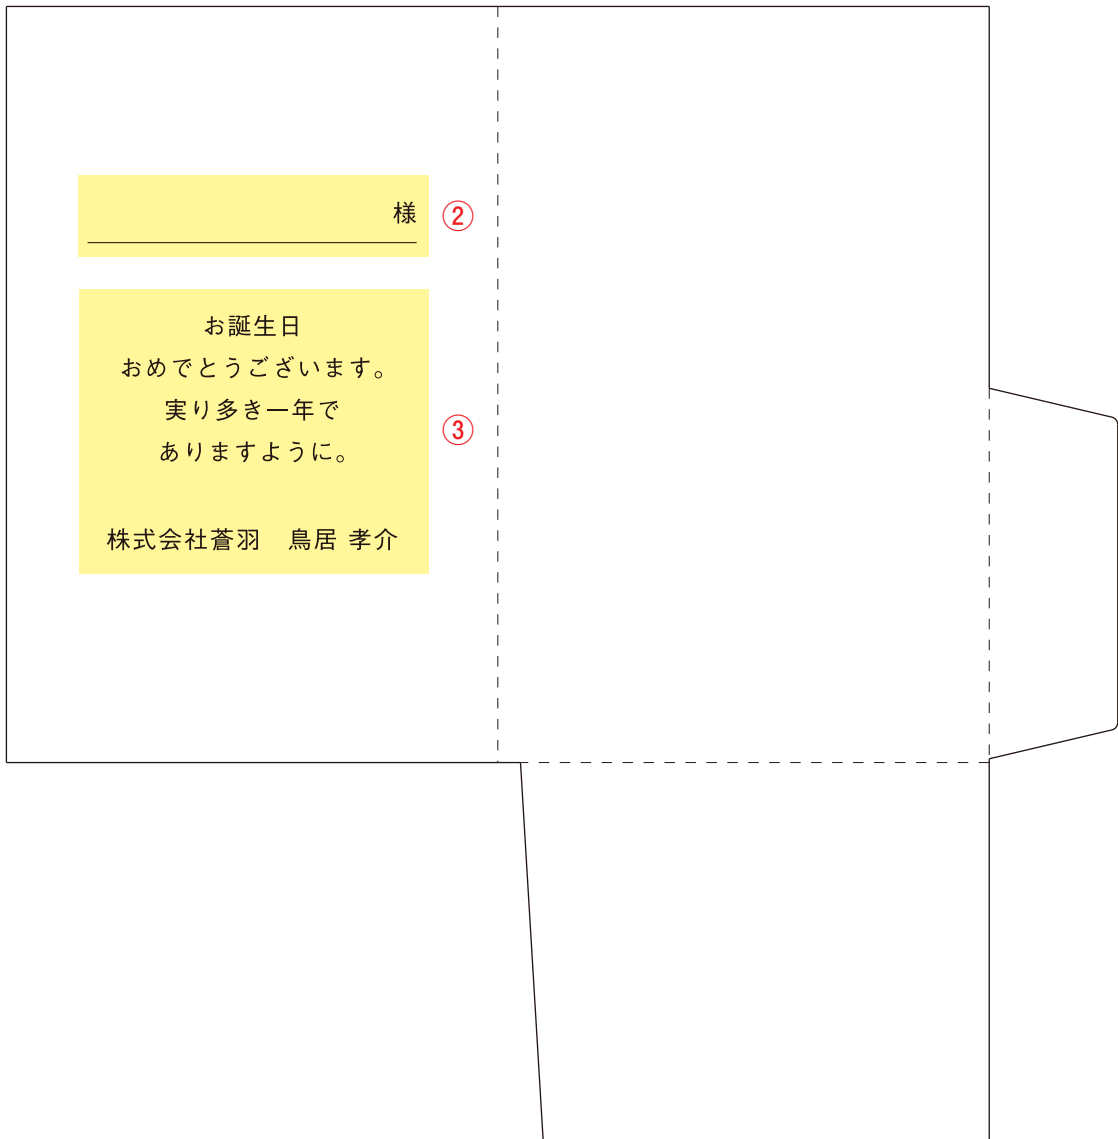 様
②
お誕生日
おめでとうございます。
実り多き一年で
ありますように。
③
株式会社蒼羽　鳥居 孝介